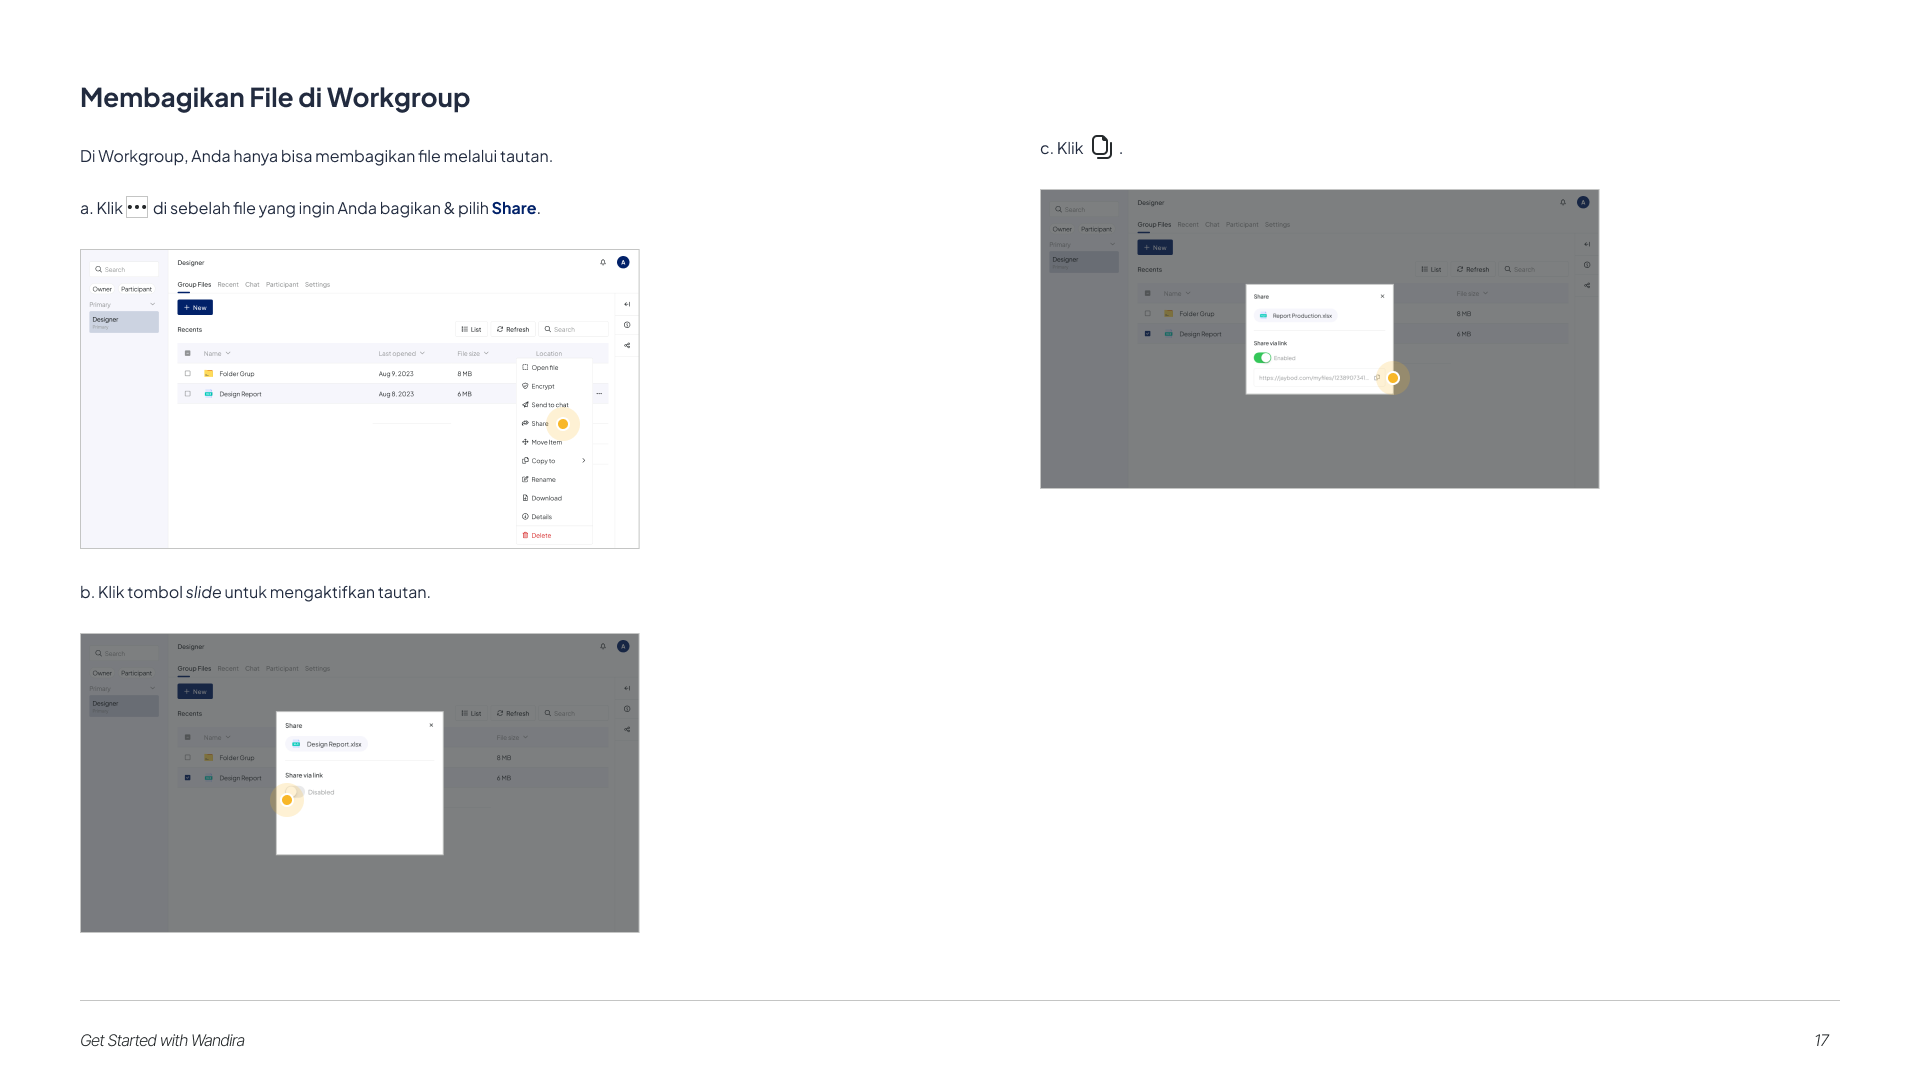 Membagikan File di Workgroup
Di Workgroup, Anda hanya bisa membagikan file melalui tautan.
a. Klik ••• di sebelah file yang ingin Anda bagikan & pilih Share.
Designer
A
Search
Group Files Recent Chat Participant Settings
Owner Participant
Primary
+ New
Designer
Primary
Recents
List Refresh Search
Name Last opened File size Location
Folder Grup Aug 9, 2023 8 MB
Design Report Aug 8, 2023 6 MB
Open file
Encrypt
Send to chat
Share
Move Item
Copy to
Rename
Download
Details
Delete
b. Klik tombol slide untuk mengaktifkan tautan.
Designer
A
Search
Group Files Recent Chat Participant Settings
Owner Participant
Primary
+ New
Designer
Recents
List Refresh Search
Name File size
Folder Grup 8 MB
Design Report 6 MB
Share
Design Report.xlsx
Share via link
Disabled
c. Klik .
Designer
A
Search
Group Files Recent Chat Participant Settings
Owner Participant
Primary
+ New
Designer
Recents
List Refresh Search
Name File size
Folder Grup 8 MB
Design Report 6 MB
Share
Report Production.xlsx
Share via link
Enabled
https://jaybod.com/myfiles/1238907341...
Get Started with Wandira
17